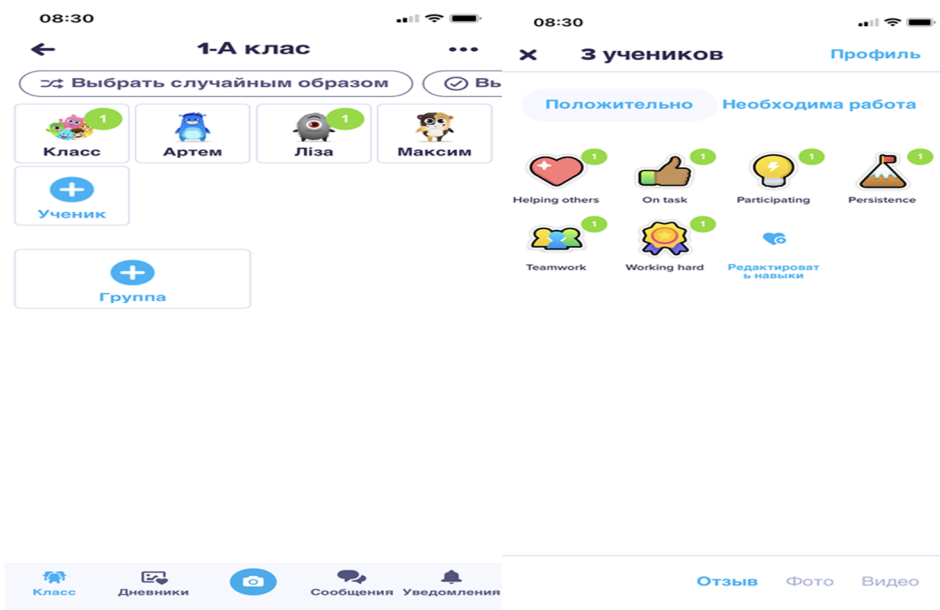 08:30
1-А клас
Выбрать случайным образом
Вы
1
Класс
Артем
1
Ліза
Максим
Ученик
Группа
Класс
Дневники
Сообщения
Уведомления
08:30
3 учеников
Профиль
Положительно
Необходима работа
1
1
1
1
Helping others
On task
Participating
Persistence
1
1
Teamwork
Working hard
Редактироват
ь навыки
Отзыв
Фото
Видео